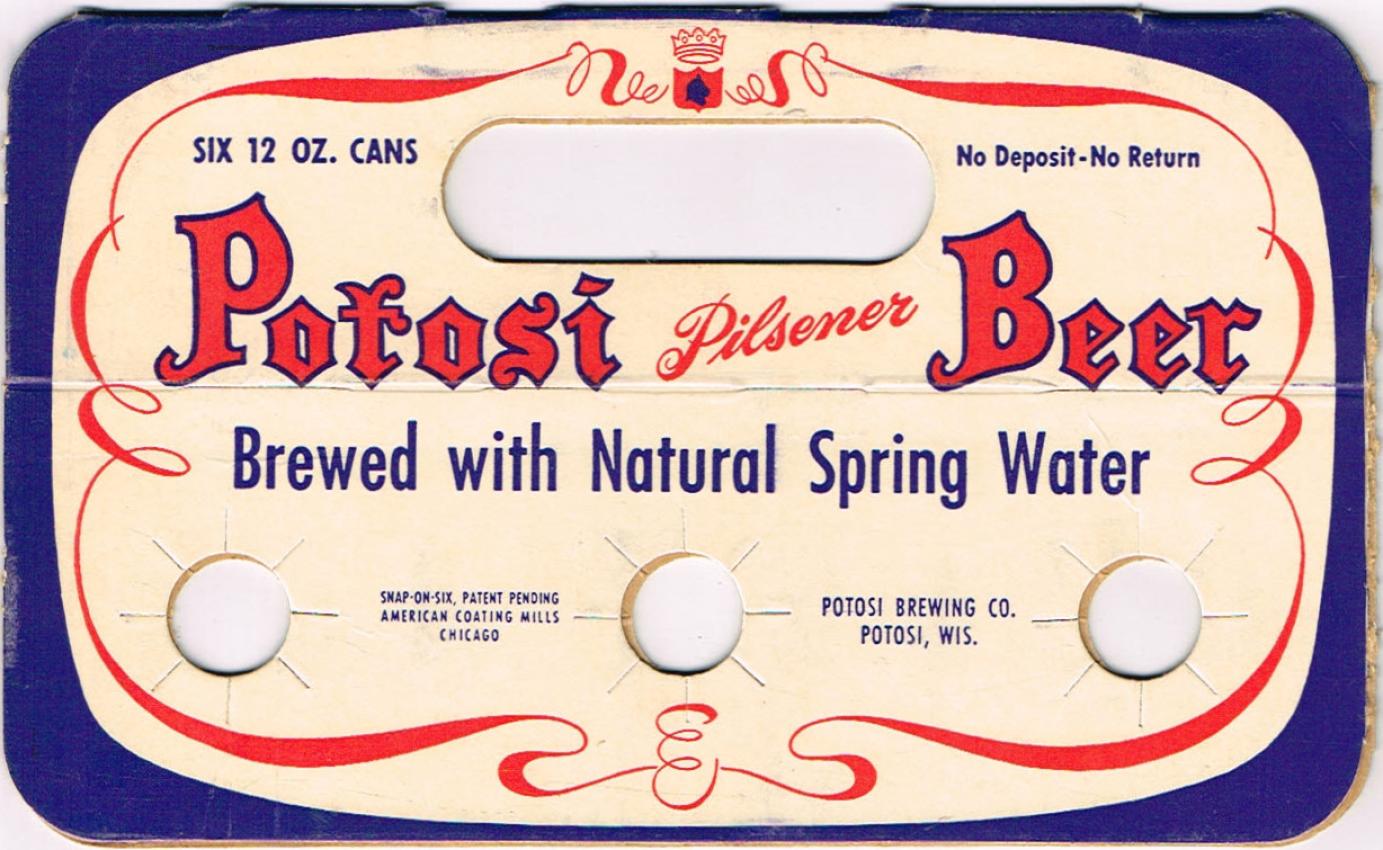 SIX 12 OZ. CANS
No Deposit-No Return
Potosi Pilsener Beer
Brewed with Natural Spring Water
SNAP-ON-SIX, PATENT PENDING
AMERICAN COATING MILLS
CHICAGO
POTOSI BREWING CO.
POTOSI, WIS.